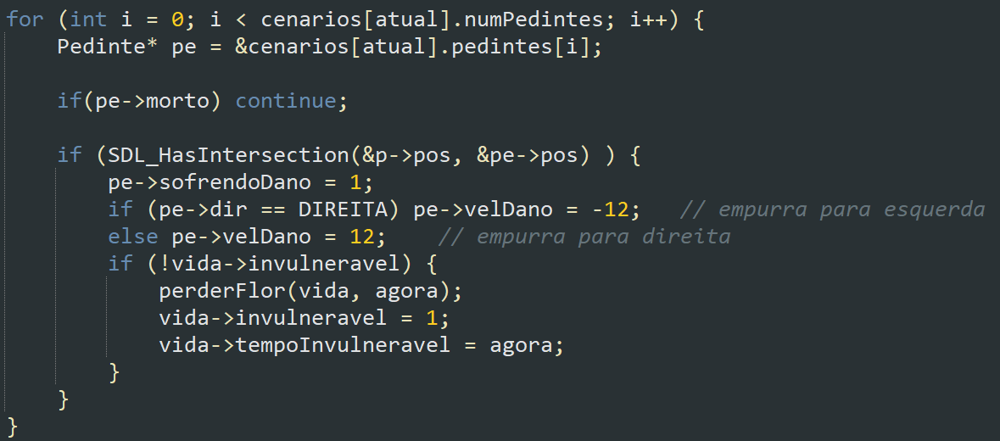 for (int i = 0; i < cenarios[atual].numPedintes; i++) {
    Pedinte* pe = &cenarios[atual].pedintes[i];

    if(pe->morto) continue;

    if (SDL_HasIntersection(&p->pos, &pe->pos) ) {
        pe->sofrendoDano = 1;
        if (pe->dir == DIREITA) pe->velDano = -12;   // empurra para esquerda
        else pe->velDano = 12;    // empurra para direita
        if (!vida->invulneravel) {
            perderFlor(vida, agora);
            vida->invulneravel = 1;
            vida->tempoInvulneravel = agora;
        }
    }
}